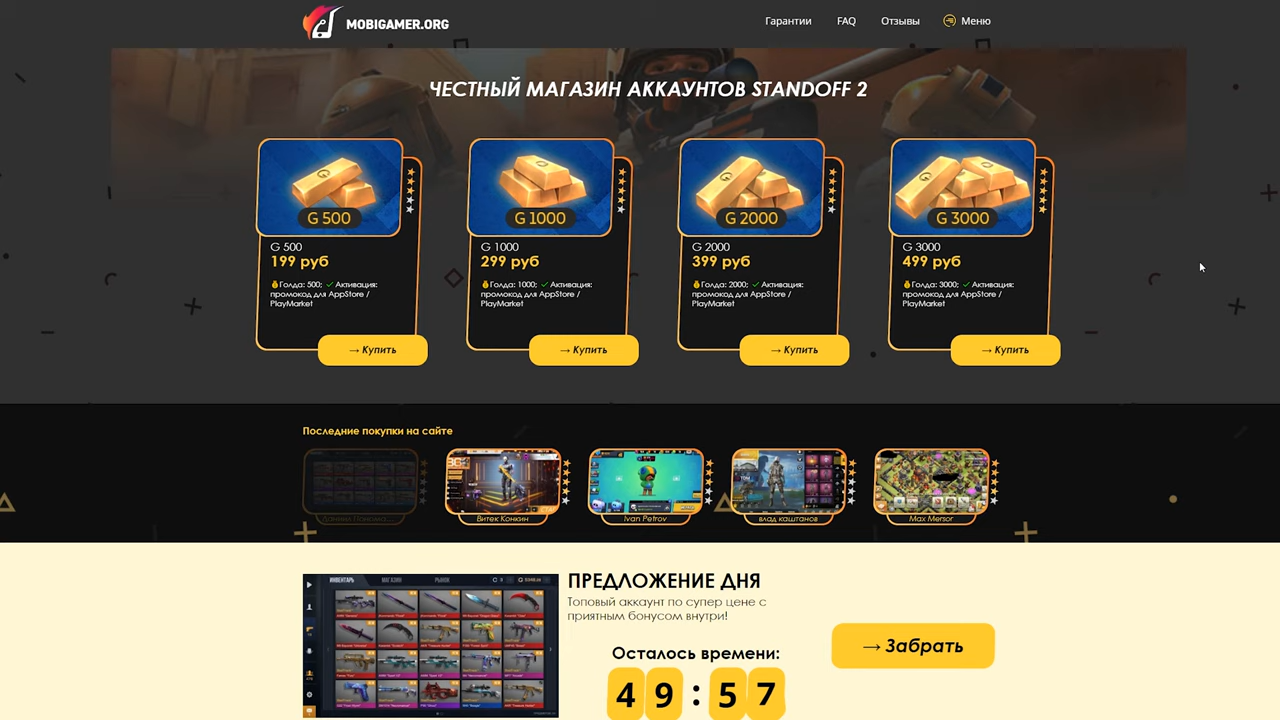 MOBIGAMER.ORG
Гарантии
FAQ
Отзывы
Меню
ЧЕСТНЫЙ МАГАЗИН АККАУНТОВ STANDOFF 2
G 500
G 1000
G 2000
G 3000
G 500
199 руб
💰Голда: 500; ✓ Активация:
промокод для AppStore /
PlayMarket
→ Купить
G 1000
299 руб
💰Голда: 1000; ✓ Активация:
промокод для AppStore /
PlayMarket
→ Купить
G 2000
399 руб
💰Голда: 2000; ✓ Активация:
промокод для AppStore /
PlayMarket
→ Купить
G 3000
499 руб
💰Голда: 3000; ✓ Активация:
промокод для AppStore /
PlayMarket
→ Купить
Последние покупки на сайте
Витек Конкин
Ivan Petrov
влад каштанов
Max Mersor
ИНВЕНТАРЬ
МАГАЗИН
РЫНОК
ПРЕДЛОЖЕНИЕ ДНЯ
Топовый аккаунт по супер цене с
приятным бонусом внутри!
Осталось времени:
49:57
→ Забрать